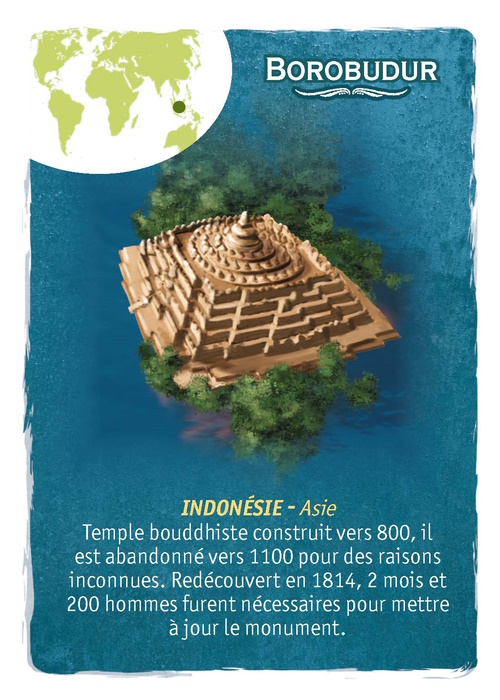 BOROBUDUR
INDONÉSIE - Asie
Temple bouddhiste construit vers 800, il
est abandonné vers 1100 pour des raisons
inconnues. Redécouvert en 1814, 2 mois et
200 hommes furent nécessaires pour mettre
à jour le monument.